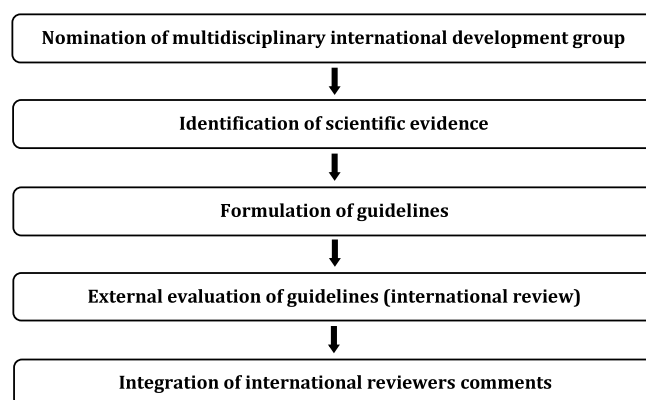 Nomination of multidisciplinary international development group
Identification of scientific evidence
Formulation of guidelines
External evaluation of guidelines (international review)
Integration of international reviewers comments